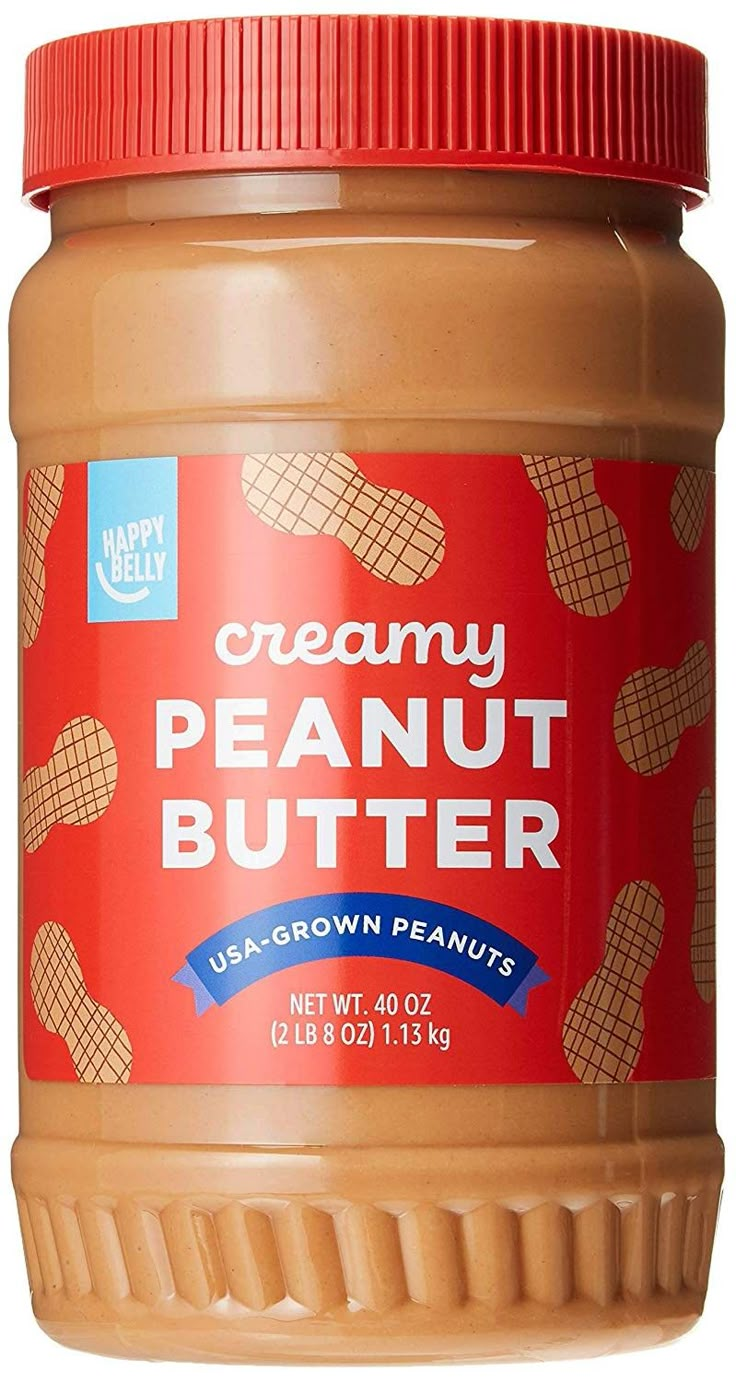 HAPPY
BELLY
creamy
PEANUT
BUTTER
USA-GROWN PEANUTS
NET WT. 40 OZ
(2 LB 8 OZ) 1.13 kg